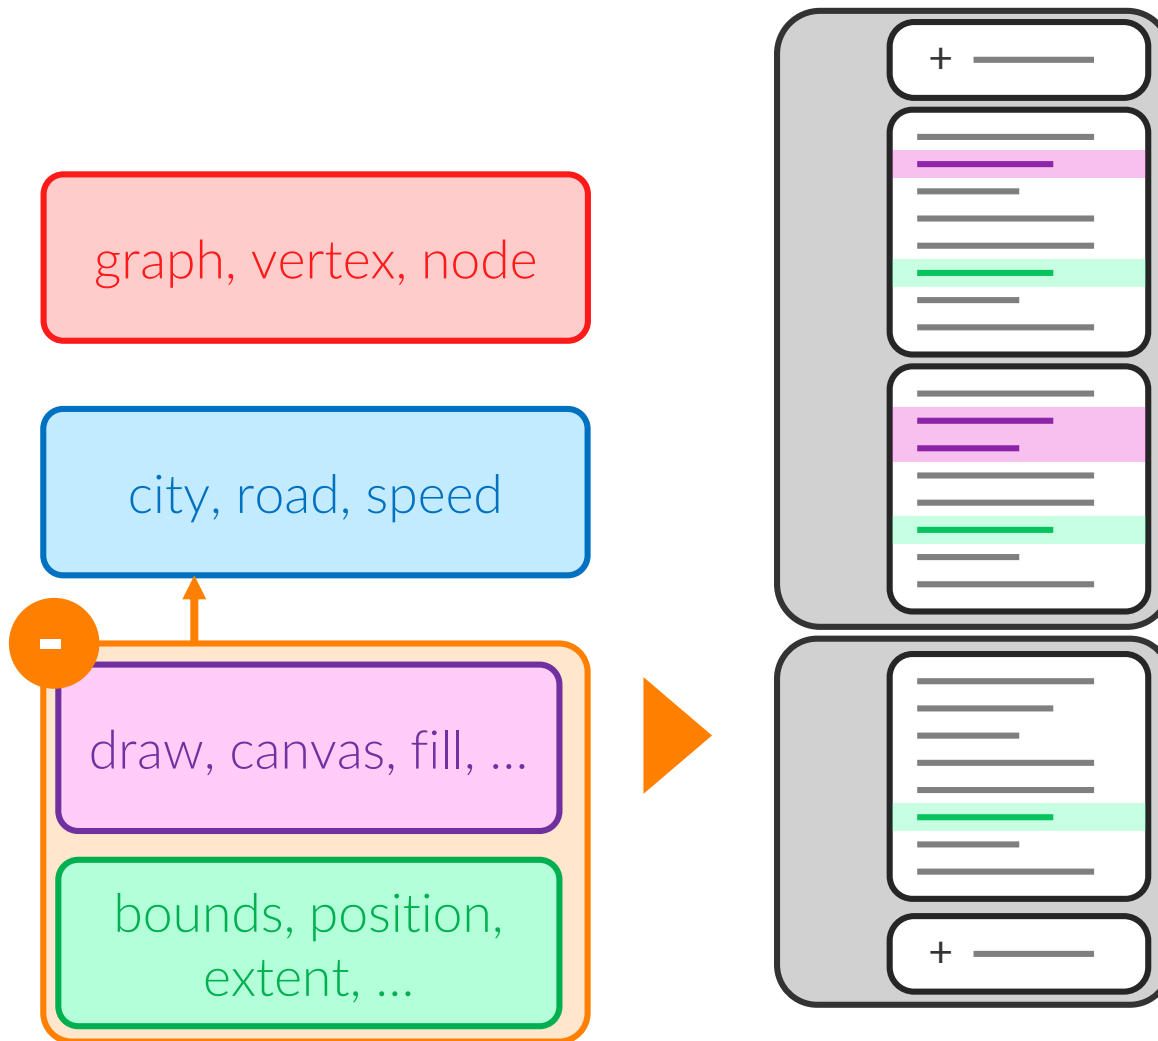 +
graph, vertex, node
city, road, speed
-
draw, canvas, fill, ...
bounds, position,
extent, ...
+